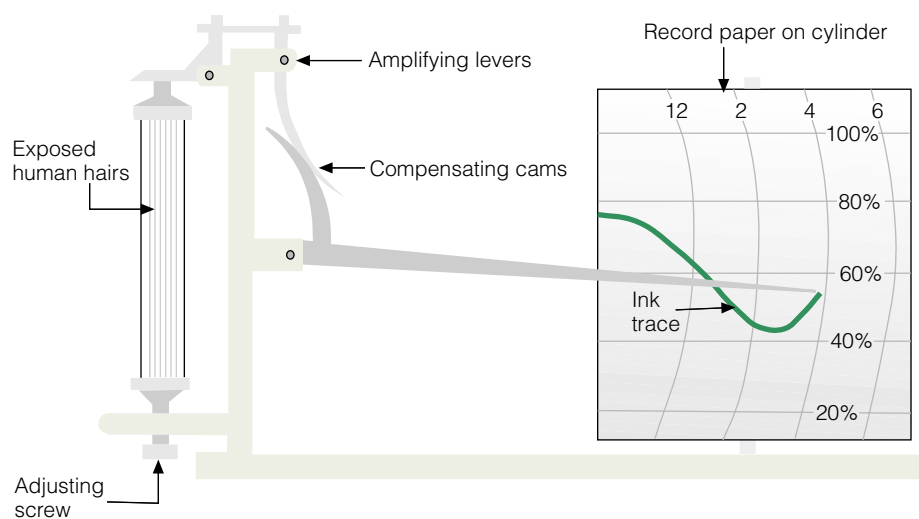 Record paper on cylinder
Amplifying levers
12 2 4 6
100%
Exposed
human hairs
Compensating cams
80%
60%
Ink
trace
40%
20%
Adjusting
screw